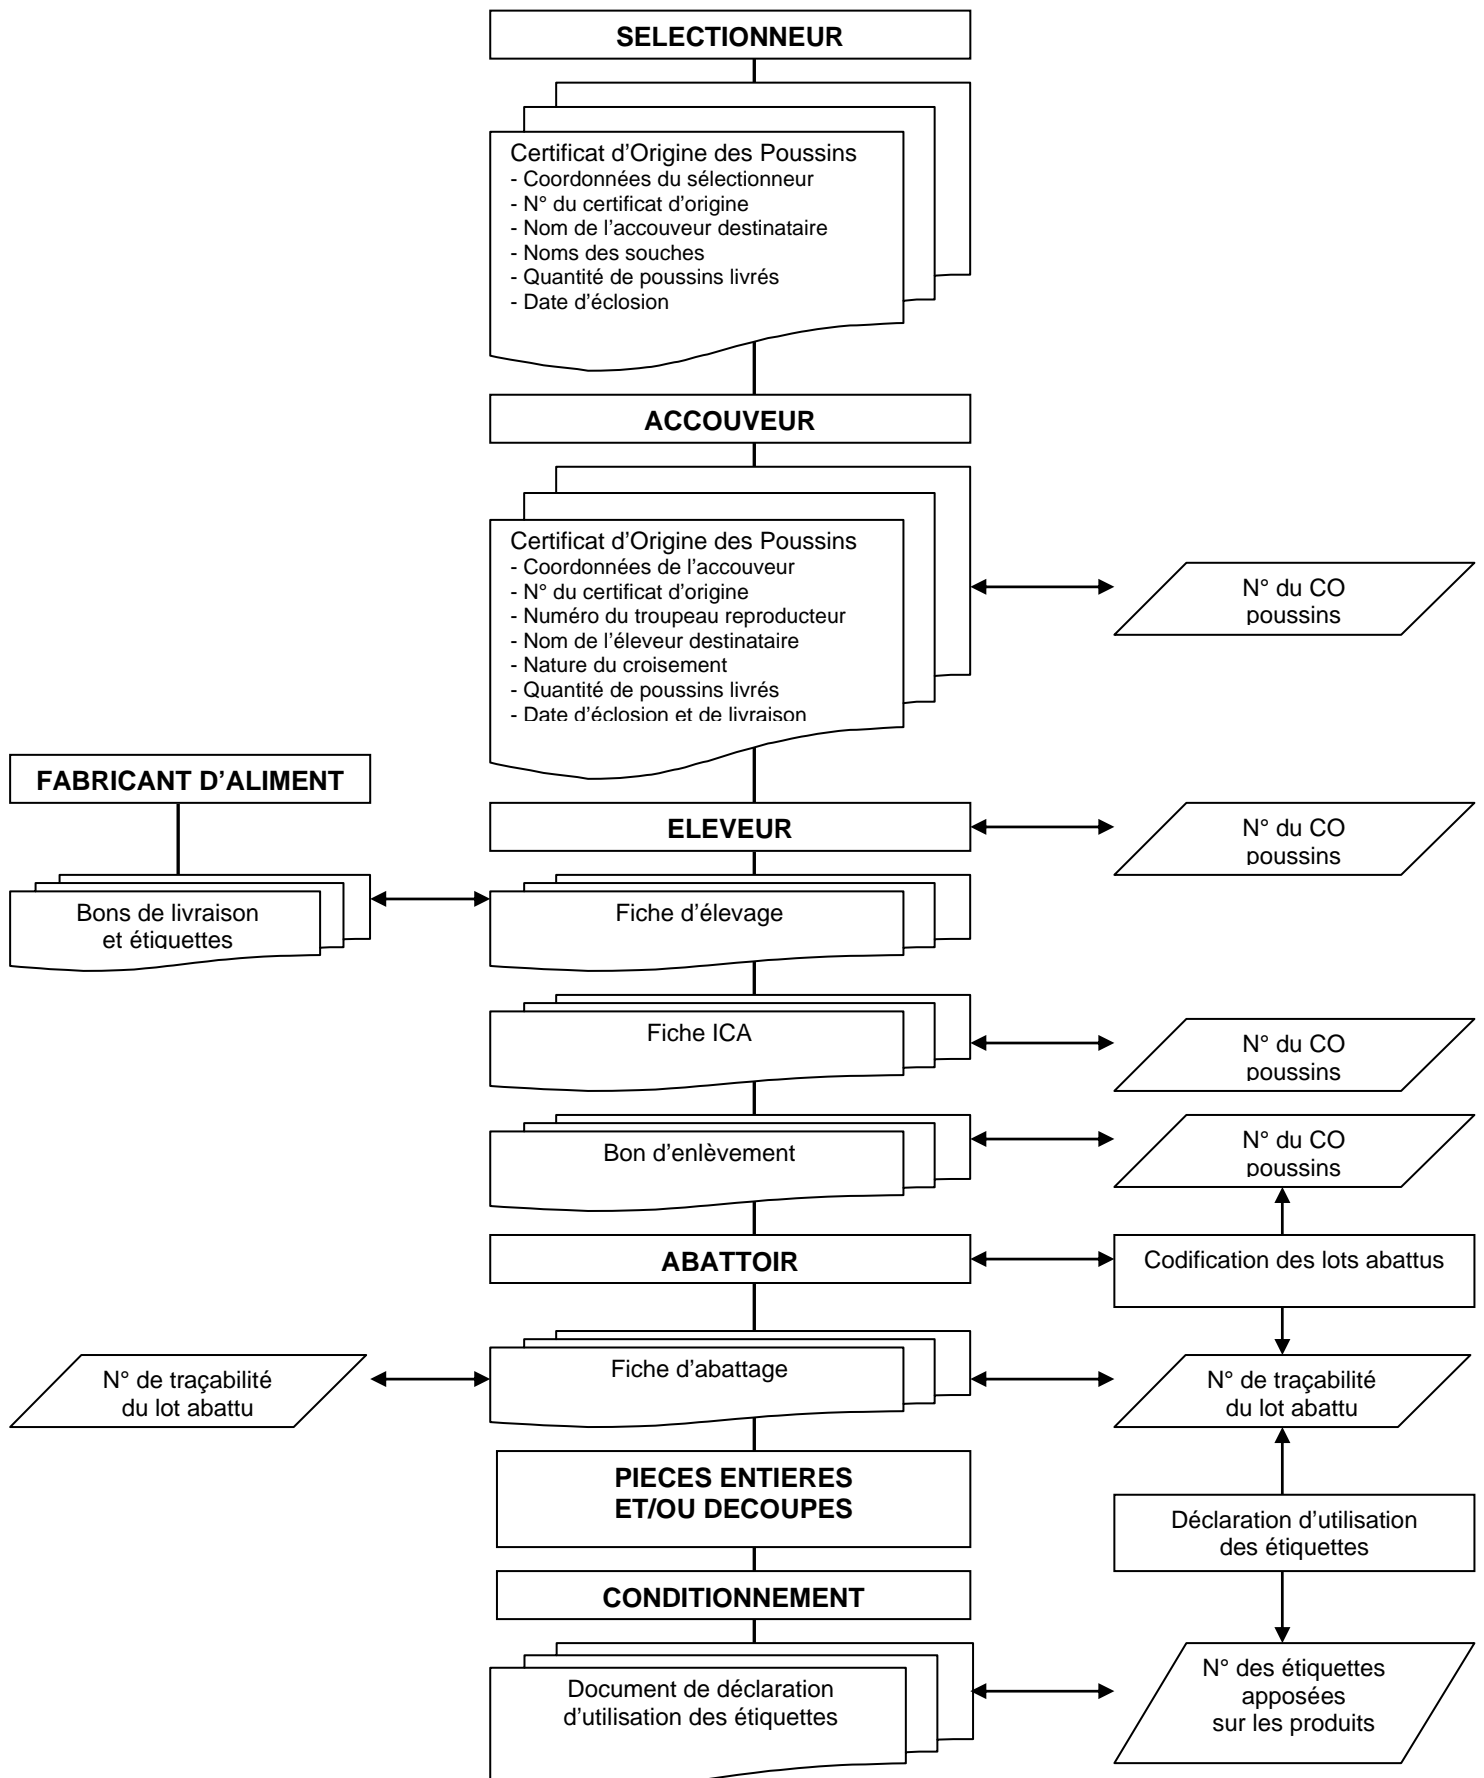 SELECTIONNEUR
Certificat d’Origine des Poussins
- Coordonnées du sélectionneur
- N° du certificat d’origine
- Nom de l’accouveur destinataire
- Noms des souches
- Quantité de poussins livrés
- Date d’éclosion
ACCOUVEUR
Certificat d’Origine des Poussins
- Coordonnées de l’accouveur
- N° du certificat d’origine
- Numéro du troupeau reproducteur
- Nom de l’éleveur destinataire
- Nature du croisement
- Quantité de poussins livrés
- Date d’éclosion et de livraison
N° du CO
poussins
FABRICANT D’ALIMENT
ELEVEUR
N° du CO
poussins
Bons de livraison
et étiquettes
Fiche d’élevage
Fiche ICA
N° du CO
poussins
Bon d’enlèvement
N° du CO
poussins
ABATTOIR
Codification des lots abattus
N° de traçabilité
du lot abattu
Fiche d’abattage
N° de traçabilité
du lot abattu
PIECES ENTIERES
ET/OU DECOUPES
Déclaration d’utilisation
des étiquettes
CONDITIONNEMENT
Document de déclaration
d’utilisation des étiquettes
N° des étiquettes
apposées
sur les produits